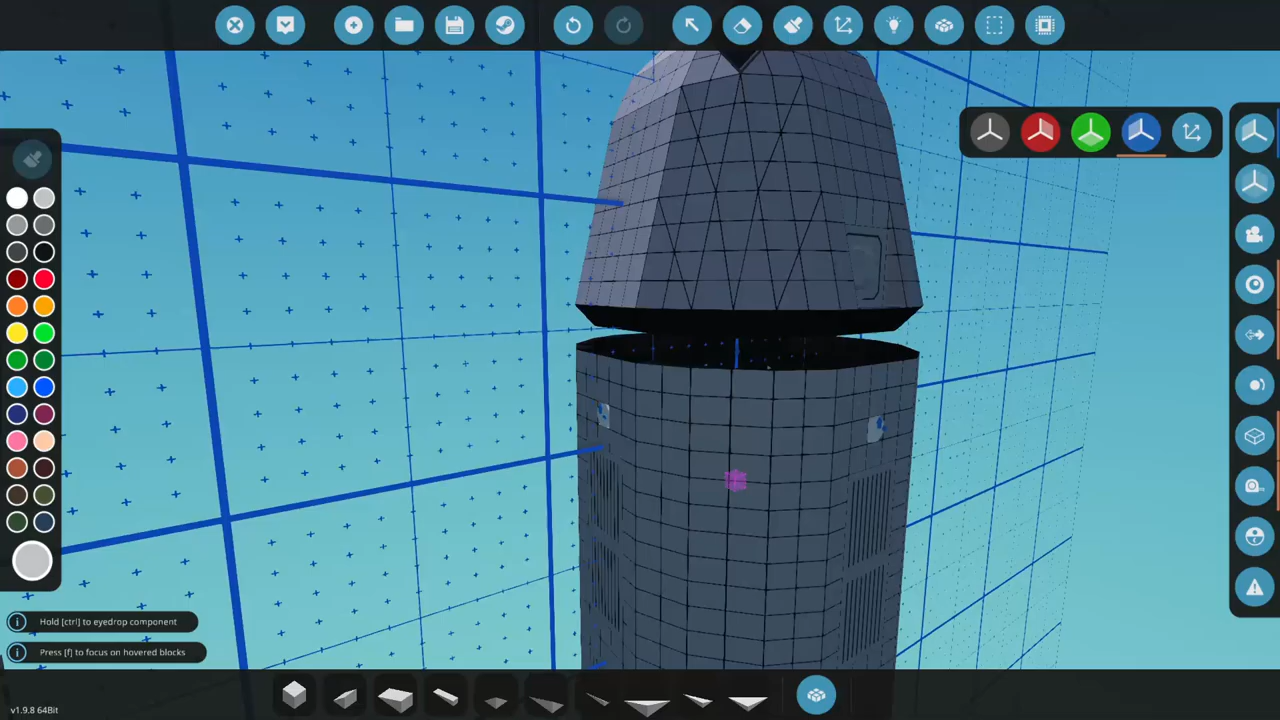 Hold [ctrl] to eyedrop component
Press [f] to focus on hovered blocks
v1.9.8 64Bit